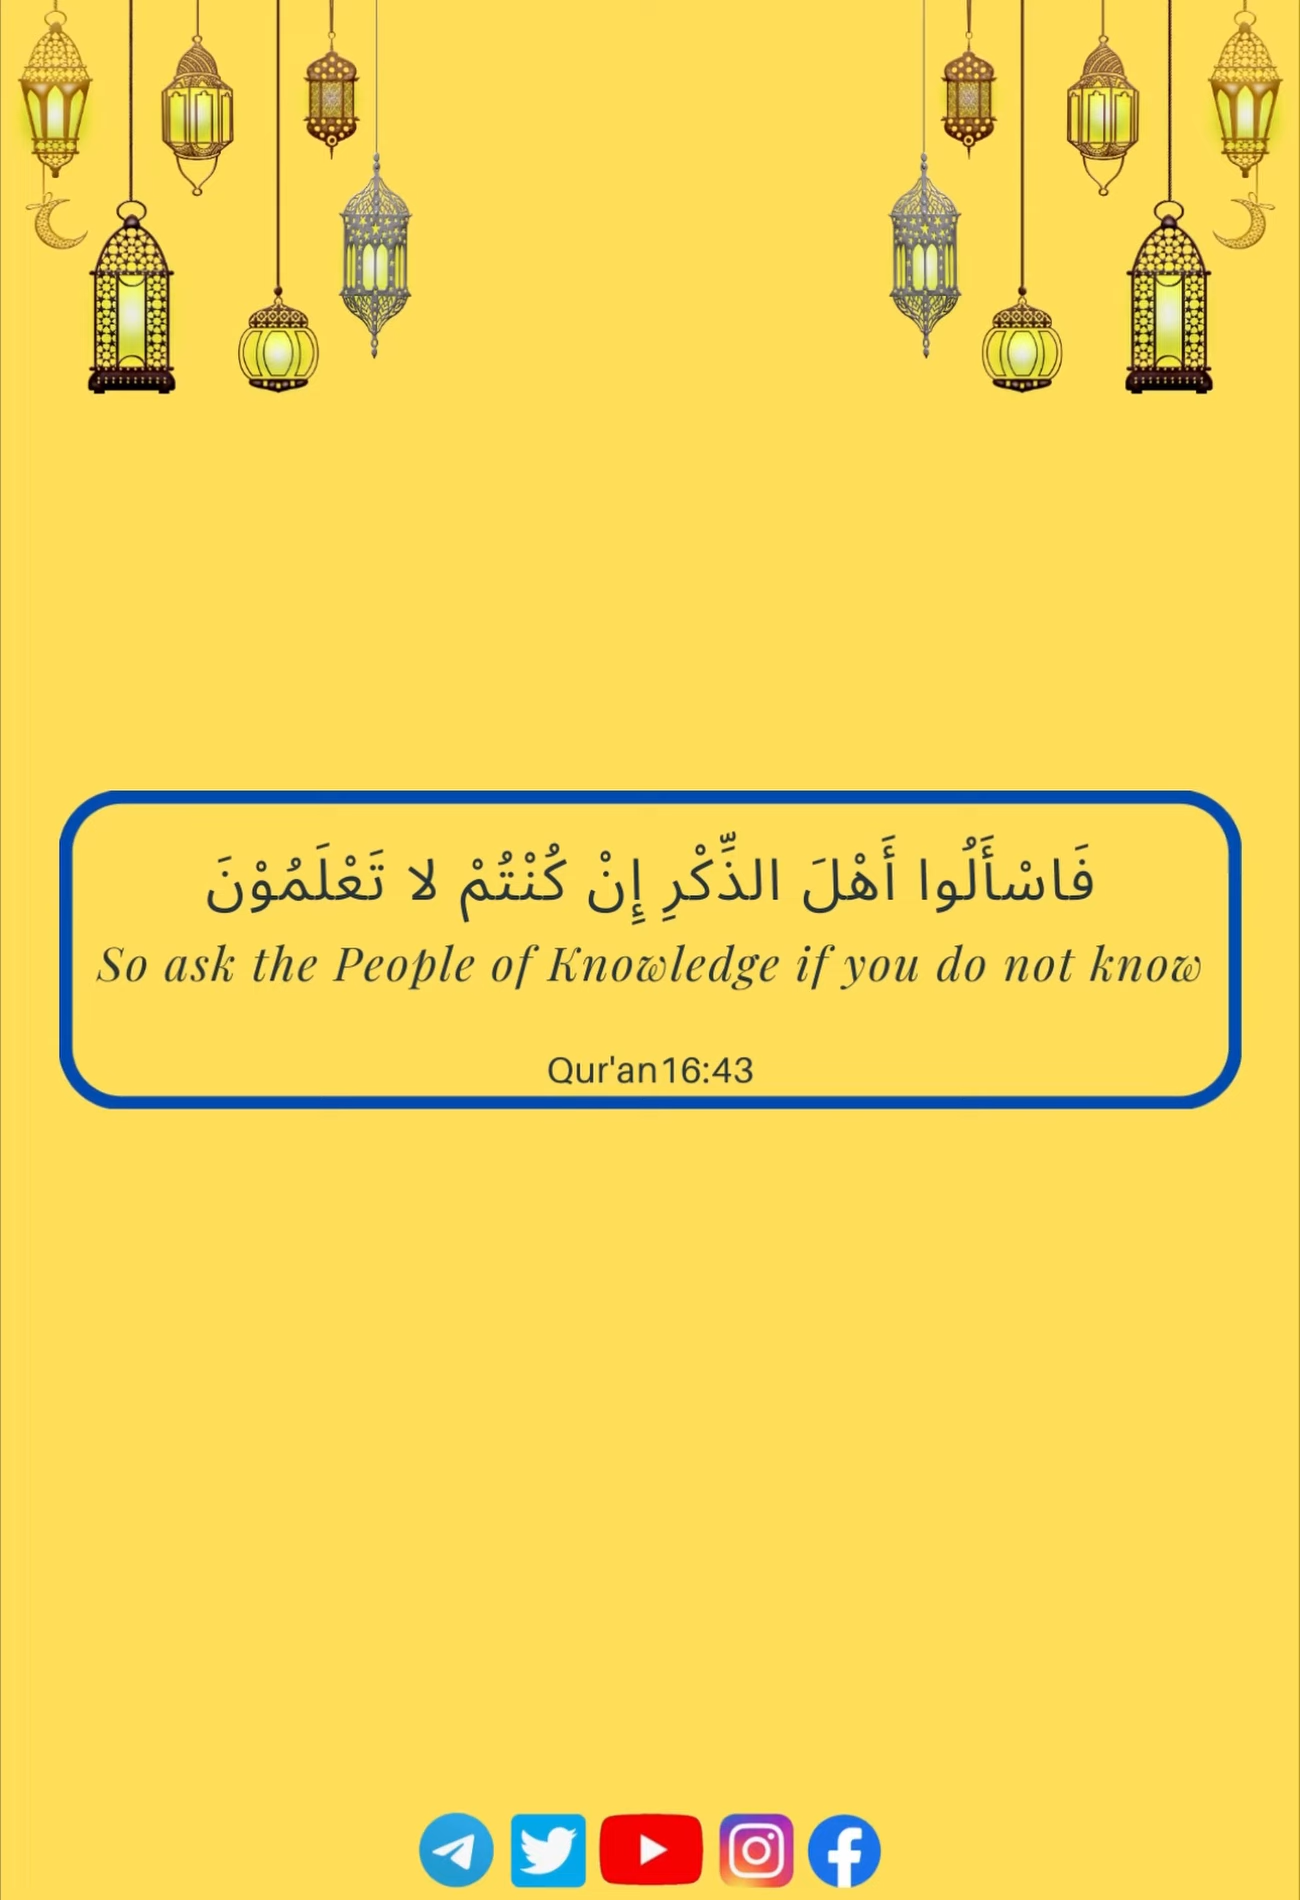 فَاسْأَلُوا أَهْلَ الذِّكْرِ إِنْ كُنْتُمْ لا تَعْلَمُوْنَ
So ask the People of Knowledge if you do not know
Qur'an16:43